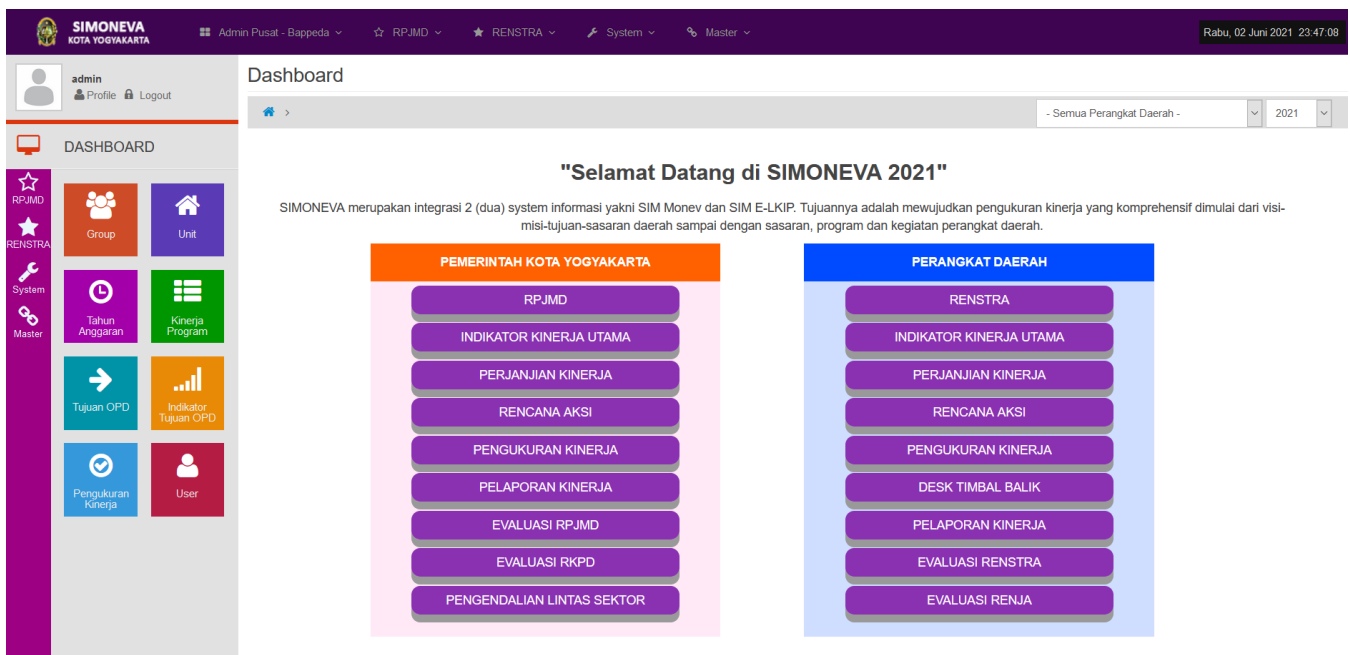 SIMONEVA
KOTA YOGYAKARTA
Admin Pusat - Bappeda
RPJMD
RENSTRA
System
Master
Rabu, 02 Juni 2021 23:47:08
admin
Profile Logout
Dashboard
- Semua Perangkat Daerah -
2021
DASHBOARD
RPJMD
RENSTRA
System
Master
Group
Unit
Tahun
Anggaran
Kinerja
Program
Tujuan OPD
Indikator
Tujuan OPD
Pengukuran
Kinerja
User
"Selamat Datang di SIMONEVA 2021"
SIMONEVA merupakan integrasi 2 (dua) system informasi yakni SIM Monev dan SIM E-LKIP. Tujuannya adalah mewujudkan pengukuran kinerja yang komprehensif dimulai dari visi-
misi-tujuan-sasaran daerah sampai dengan sasaran, program dan kegiatan perangkat daerah.
PEMERINTAH KOTA YOGYAKARTA
RPJMD
INDIKATOR KINERJA UTAMA
PERJANJIAN KINERJA
RENCANA AKSI
PENGUKURAN KINERJA
PELAPORAN KINERJA
EVALUASI RPJMD
EVALUASI RKPD
PENGENDALIAN LINTAS SEKTOR
PERANGKAT DAERAH
RENSTRA
INDIKATOR KINERJA UTAMA
PERJANJIAN KINERJA
RENCANA AKSI
PENGUKURAN KINERJA
DESK TIMBAL BALIK
PELAPORAN KINERJA
EVALUASI RENSTRA
EVALUASI RENJA